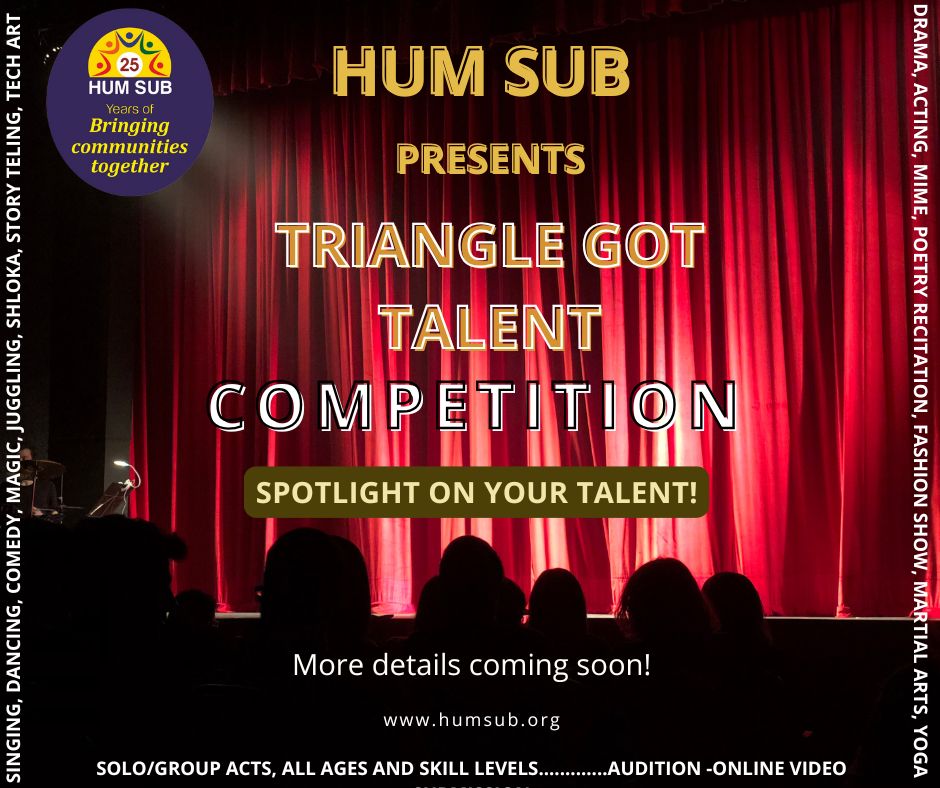 25
HUM SUB
Years of
Bringing
communities
together
HUM SUB
PRESENTS
TRIANGLE GOT
TALENT
COMPETITION
SPOTLIGHT ON YOUR TALENT!
More details coming soon!
www.humsub.org
SOLO/GROUP ACTS, ALL AGES AND SKILL LEVELS.............AUDITION -ONLINE VIDEO
SINGING, DANCING, COMEDY, MAGIC, JUGGLING, SHLOKA, STORY TELING, TECH ART
DRAMA, ACTING, MIME, POETRY RECITATION, FASHION SHOW, MARTIAL ARTS, YOGA